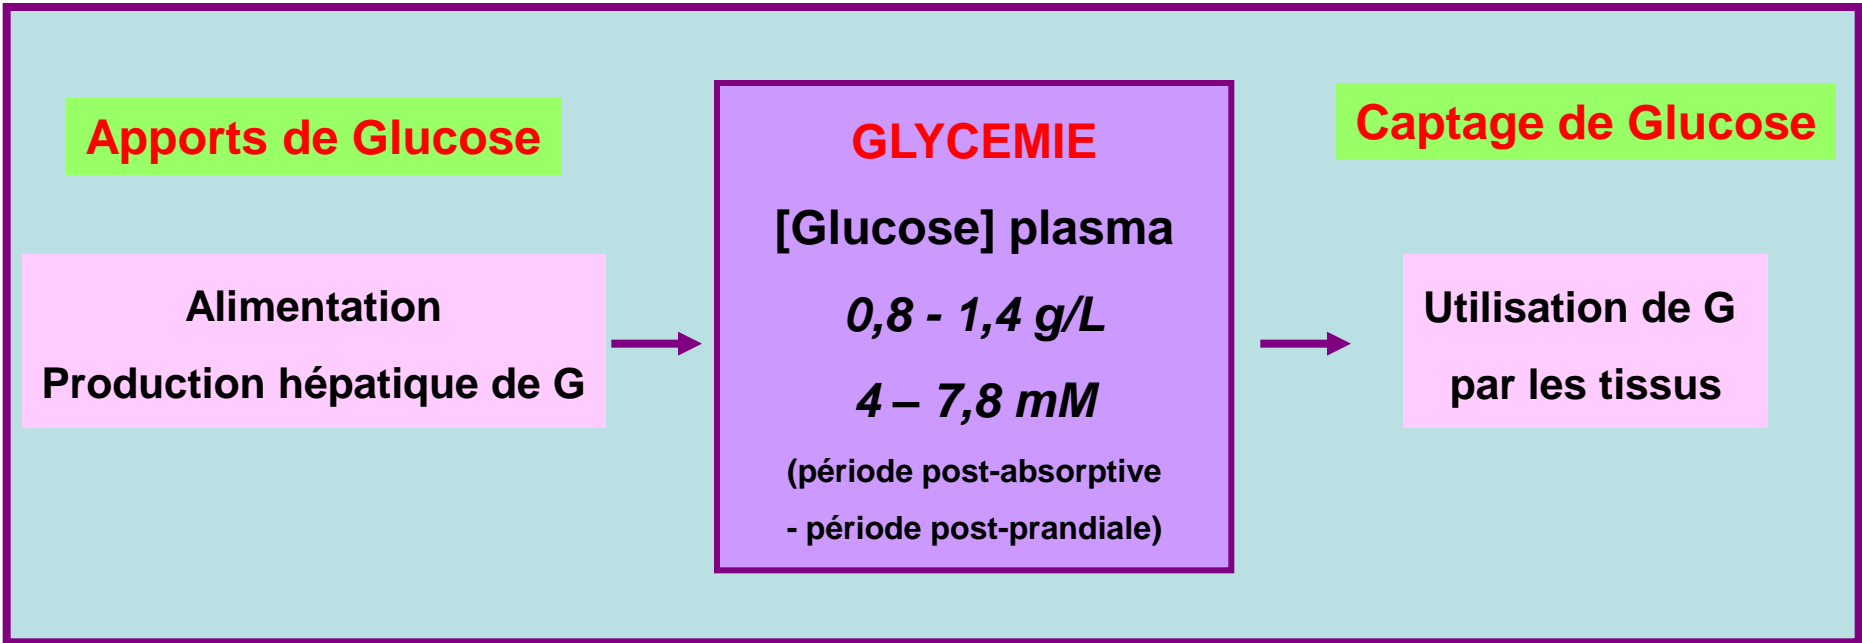 Apports de Glucose
Alimentation
Production hépatique de G
GLYCEMIE
[Glucose] plasma
0,8 - 1,4 g/L
4 – 7,8 mM
(période post-absorptive
- période post-prandiale)
Captage de Glucose
Utilisation de G
par les tissus